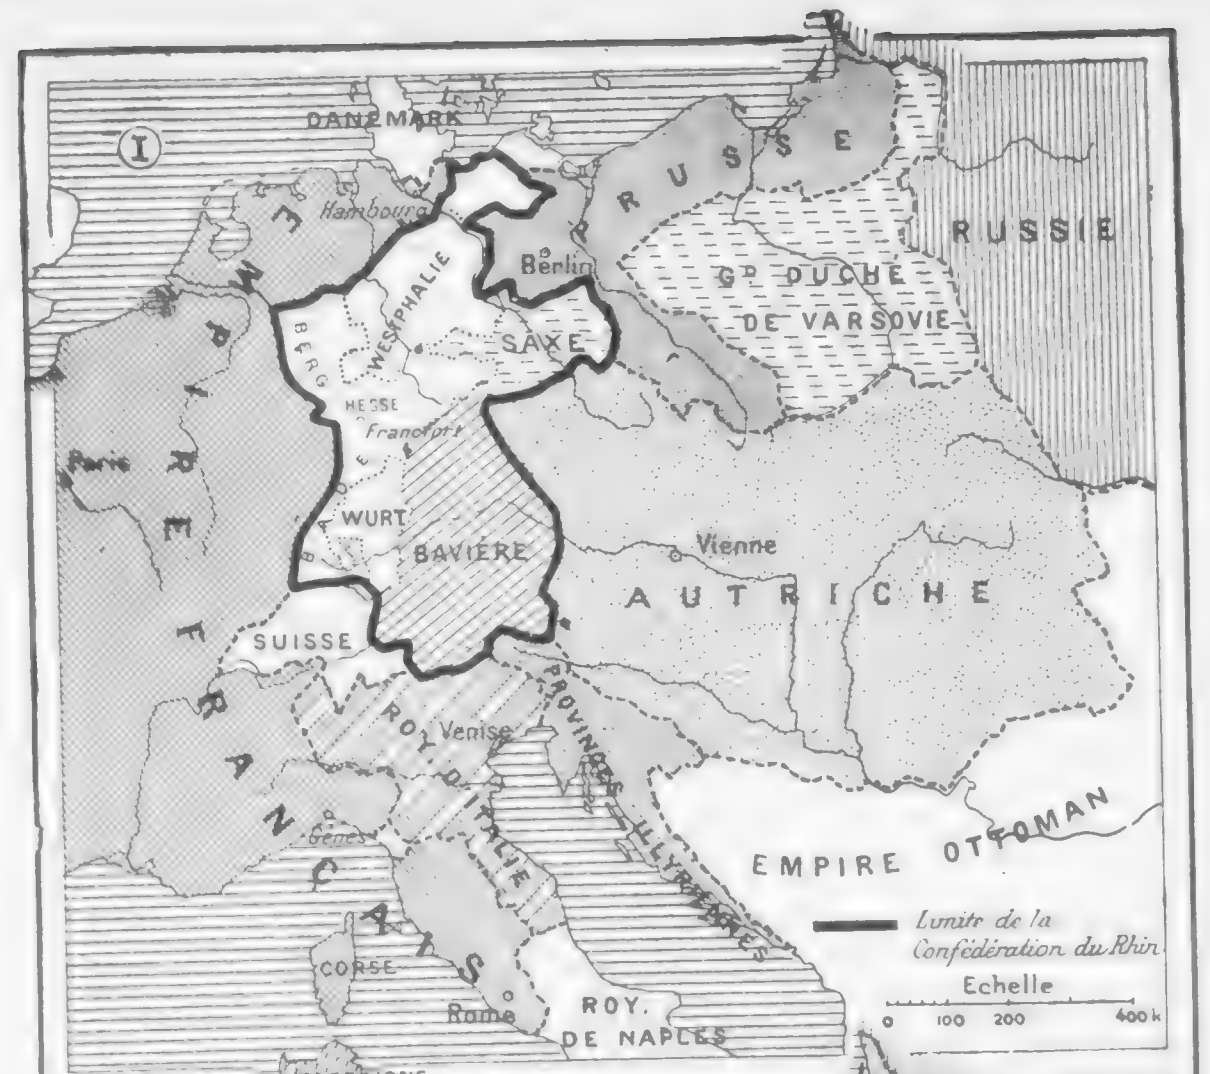 I
DANEMARK
Hambourg
RUSSE
RUSSIE
Berlin
GD DUCHÉ
DE VARSOVIE
WESTPHALIE
BERG
SAXE
HESSE
Francfort
EMPIRE FRANÇAIS
Paris
BADE
WURT
BAVIÈRE
Vienne
AUTRICHE
SUISSE
ROY. D'ITALIE
Venise
PROVINCES ILLYRIENNES
Gênes
EMPIRE OTTOMAN
CORSE
Rome
ROY.
DE NAPLES
Limite de la
Confédération du Rhin
Echelle
0 100 200 400k